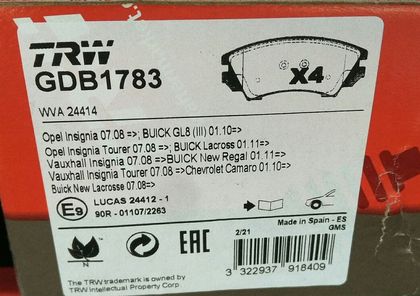 TRW
GDB1783
X4
WVA 24414
Opel Insignia 07.08 =>; BUICK GL8 (III) 01.10=>
Opel Insignia Tourer 07.08 =>; BUICK Lacross 01.11=>
Vauxhall Insignia 07.08 =>BUICK New Regal 01.11=>
Vauxhall Insignia Tourer 07.08 =>Chevrolet Camaro 01.10=>
Buick New Lacrosse 07.08=>
E9
LUCAS 24412 - 1
90R - 01107/2263
Made in Spain - ES
GMS
2/21
N
EAC
The TRW trademark is owned by
TRW Intellectual Property Corp
3 322937 918409